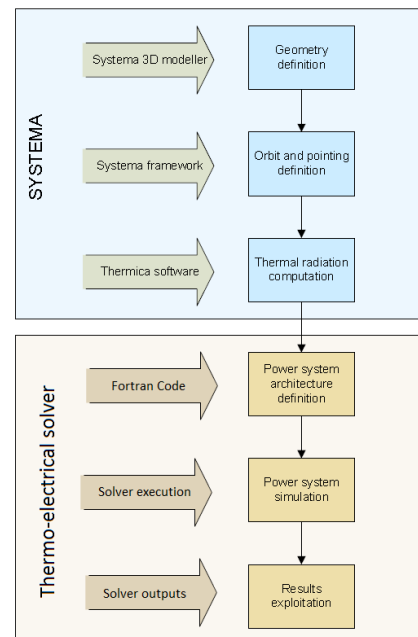 SYSTEMA
Systema 3D modeller
Geometry
definition
Systema framework
Orbit and pointing
definition
Thermica software
Thermal radiation
computation
Thermo-electrical solver
Fortran Code
Power system
architecture
definition
Solver execution
Power system
simulation
Solver outputs
Results
exploitation